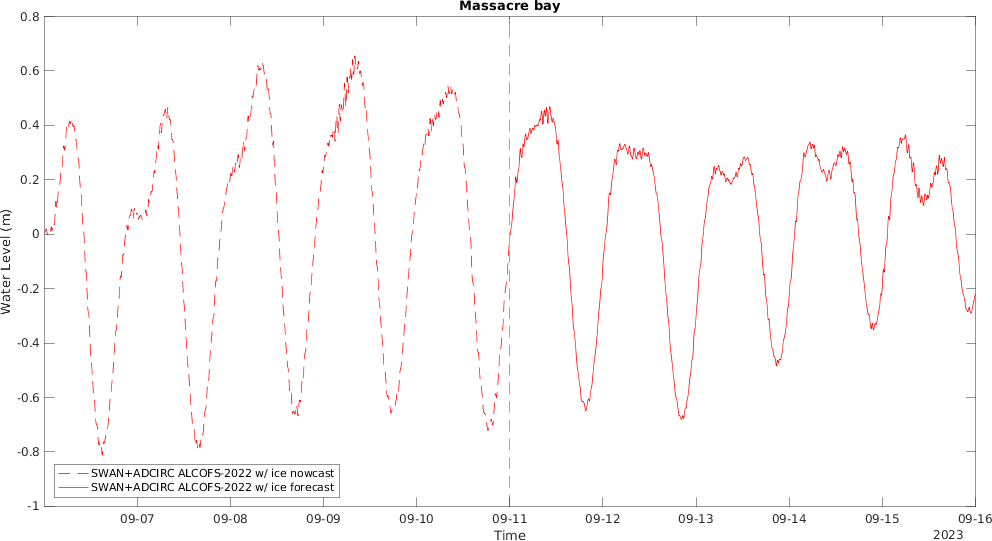 Massacre bay
Water Level (m)
0.8
0.6
0.4
0.2
0
-0.2
-0.4
-0.6
-0.8
-1
SWAN+ADCIRC ALCOFS-2022 w/ ice nowcast
SWAN+ADCIRC ALCOFS-2022 w/ ice forecast
09-07 09-08 09-09 09-10 09-11 09-12 09-13 09-14 09-15 09-16
Time
2023